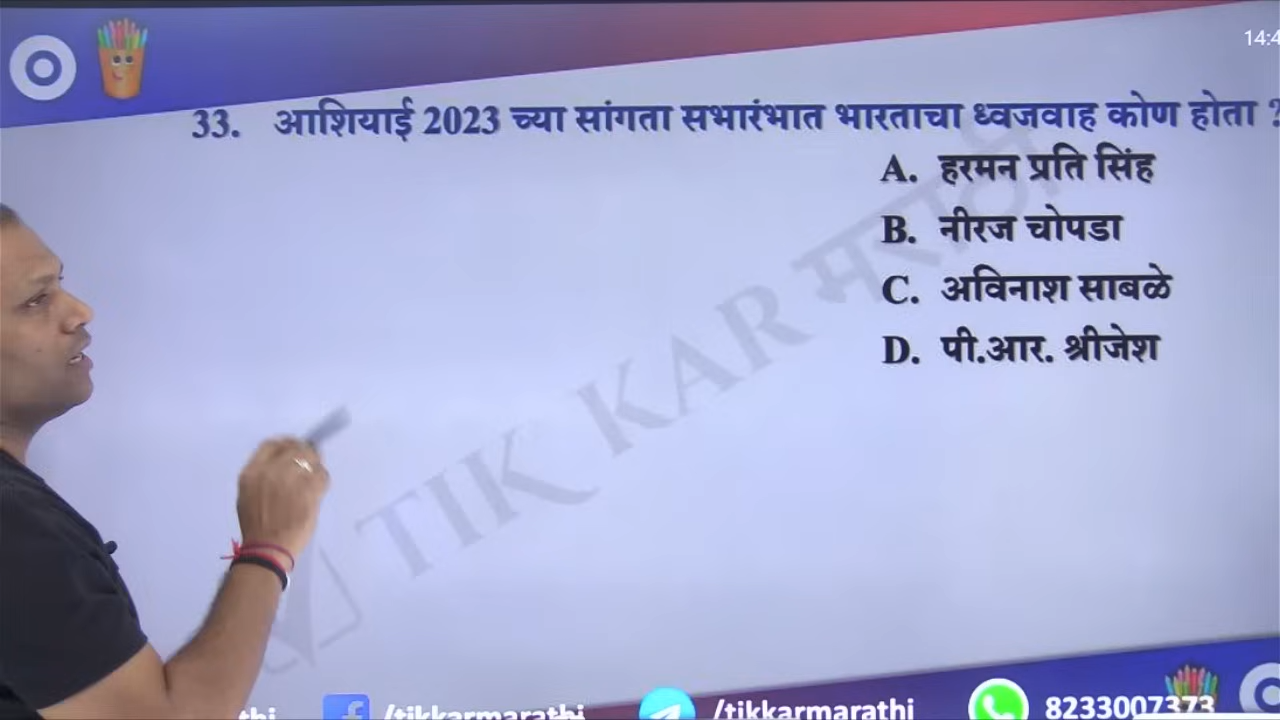 14:4
33. आशियाई 2023 च्या सांगता सभारंभात भारताचा ध्वजवाह कोण होता ?
A. हरमन प्रति सिंह
B. नीरज चोपडा
C. अविनाश साबळे
D. पी.आर. श्रीजेश
TIK KAR मराठी
/tikkarmarathi
/tikkarmarathi
8233007373